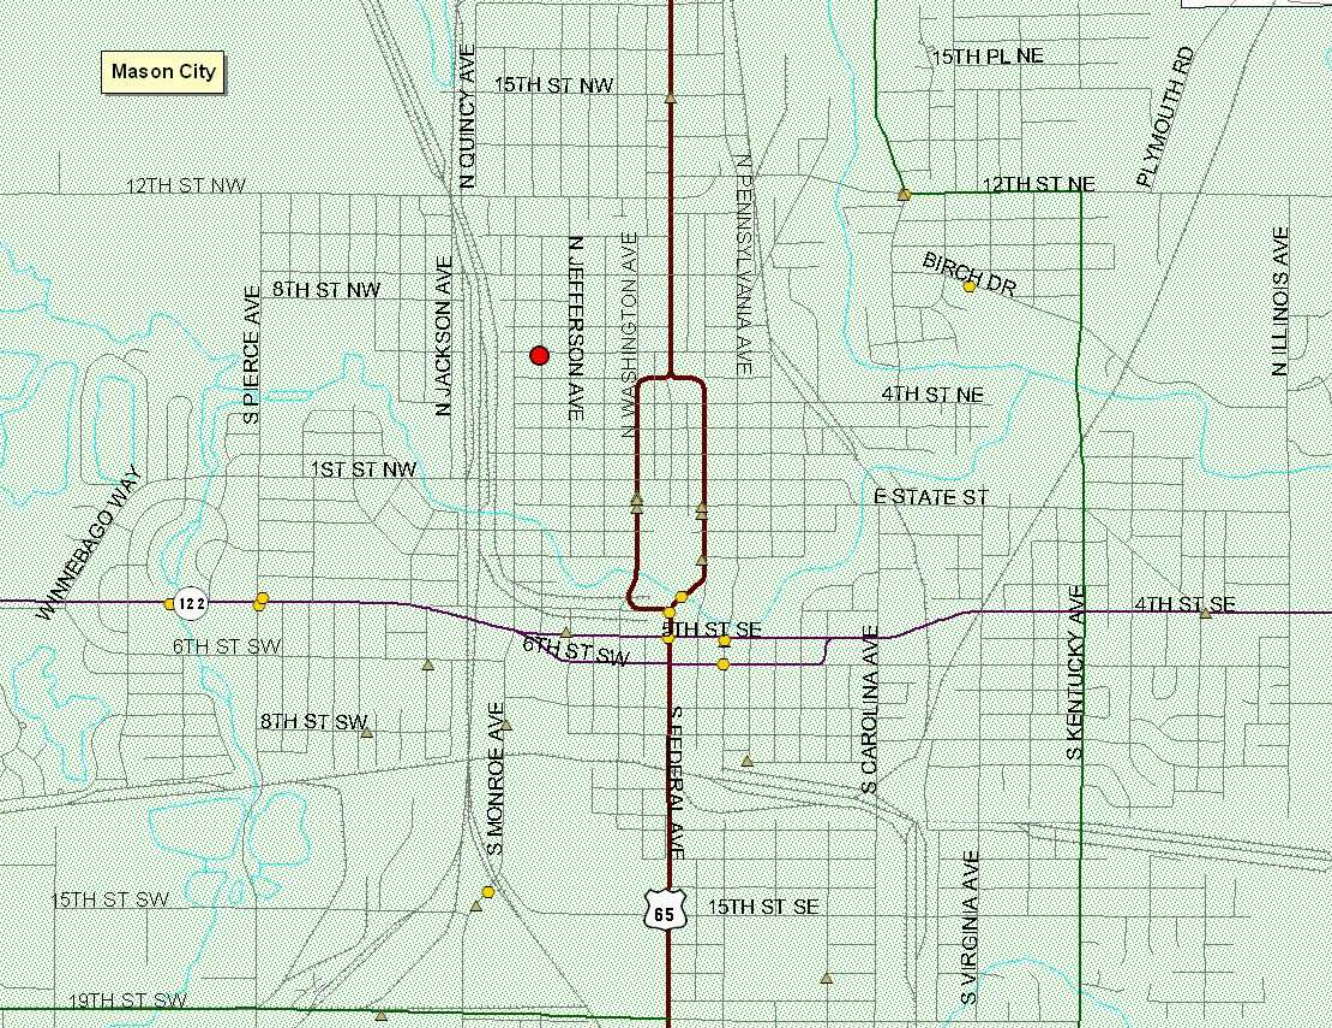 Mason City
N QUINCY AVE
15TH ST NW
15TH PL NE
PLYMOUTH RD
12TH ST NW
N PENNSYLVANIA AVE
12TH ST NE
N JEFFERSON AVE
N WASHINGTON AVE
N ILLINOIS AVE
BIRCH DR
S PIERCE AVE
8TH ST NW
N JACKSON AVE
4TH ST NE
1ST ST NW
WINNEBAGO WAY
E STATE ST
122
4TH ST SE
5TH ST SE
6TH ST SW
6TH ST SW
S CAROLINA AVE
S KENTUCKY AVE
8TH ST SW
S MONROE AVE
S FEDERAL AVE
15TH ST SW
65
15TH ST SE
S VIRGINIA AVE
19TH ST SW